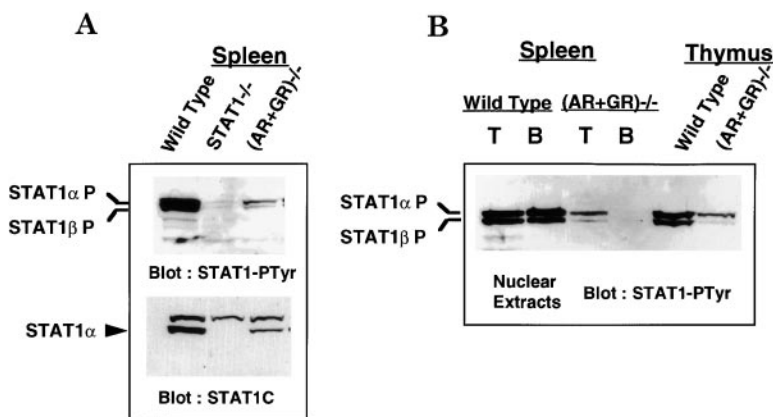 A
Spleen
Wild Type
STAT1-/-
(AR+GR)-/-
STAT1α P
STAT1β P
Blot : STAT1-PTyr
STAT1α
Blot : STAT1C
B
Spleen
Thymus
Wild Type (AR+GR)-/-
Wild Type
(AR+GR)-/-
T B T B
STAT1α P
STAT1β P
Nuclear
Extracts
Blot : STAT1-PTyr